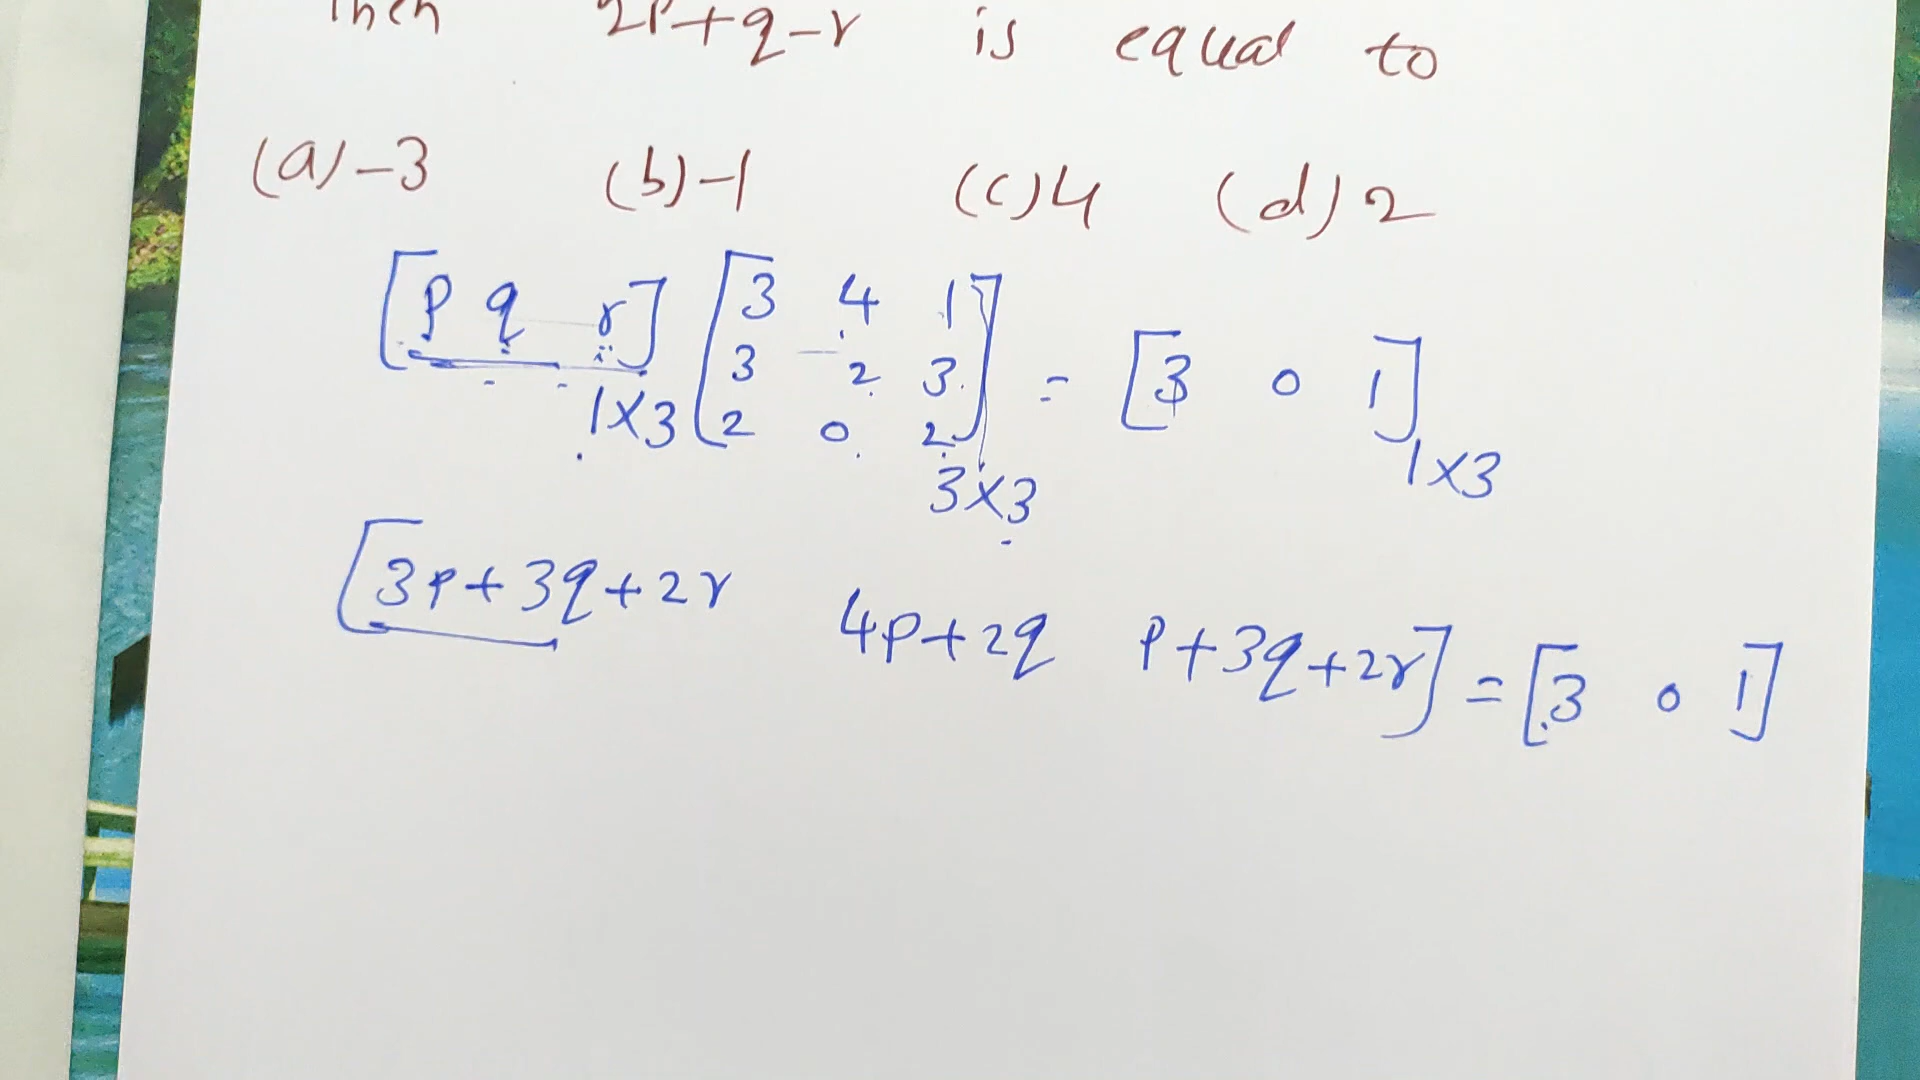 Then 2P+q-r is equal to
(a) -3 (b) -1 (c) 4 (d) 2
[p q r] 1×3 [3 4 1
3 2 3
2 0 2] 3×3 = [3 0 1] 1×3
[3p+3q+2r 4p+2q p+3q+2r] = [3 0 1]